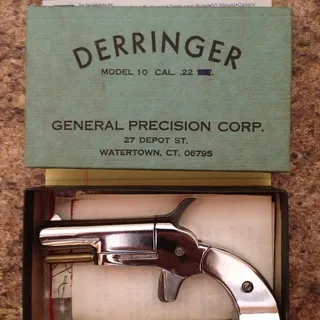 DERRINGER
MODEL 10 CAL. .22
GENERAL PRECISION CORP.
27 DEPOT ST.
WATERTOWN, CT. 06795